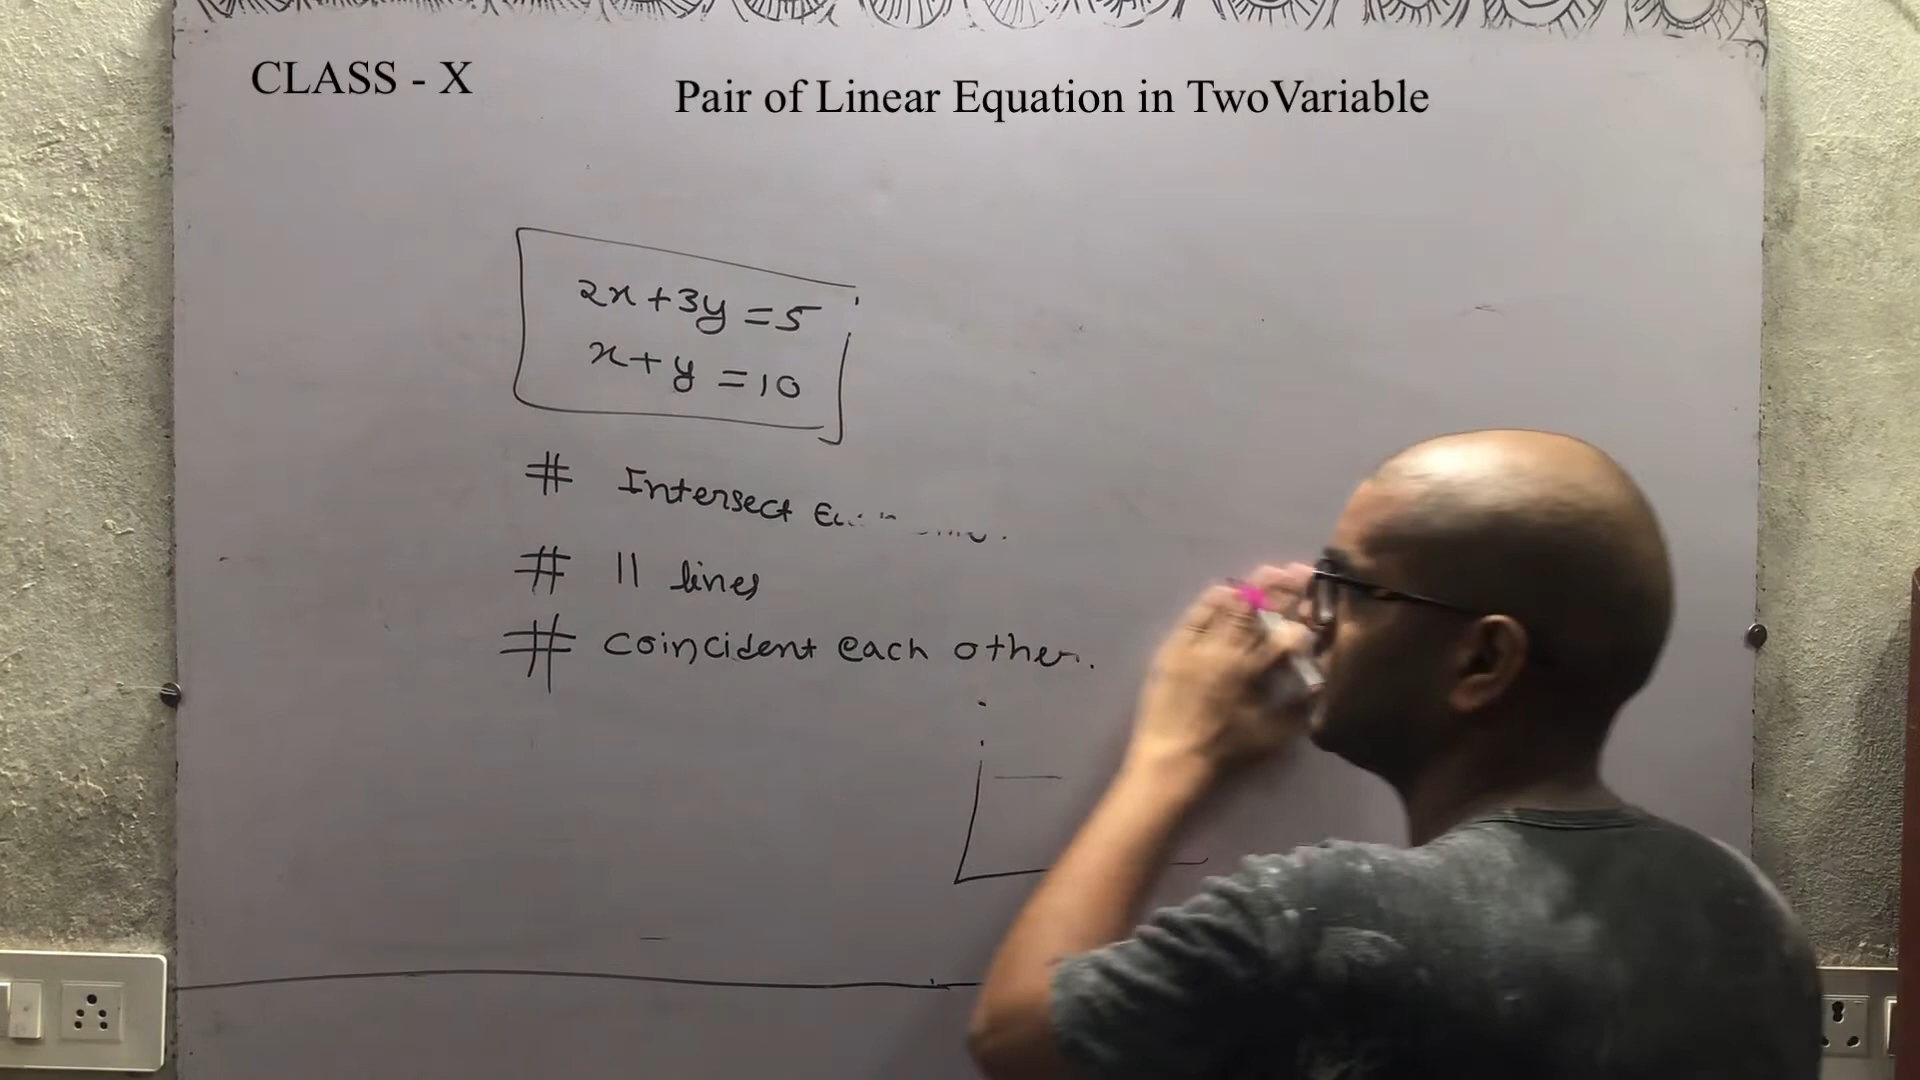 CLASS - X
Pair of Linear Equation in TwoVariable
2x+3y=5
x+y=10
# Intersect
# || lines
# coincident each other.